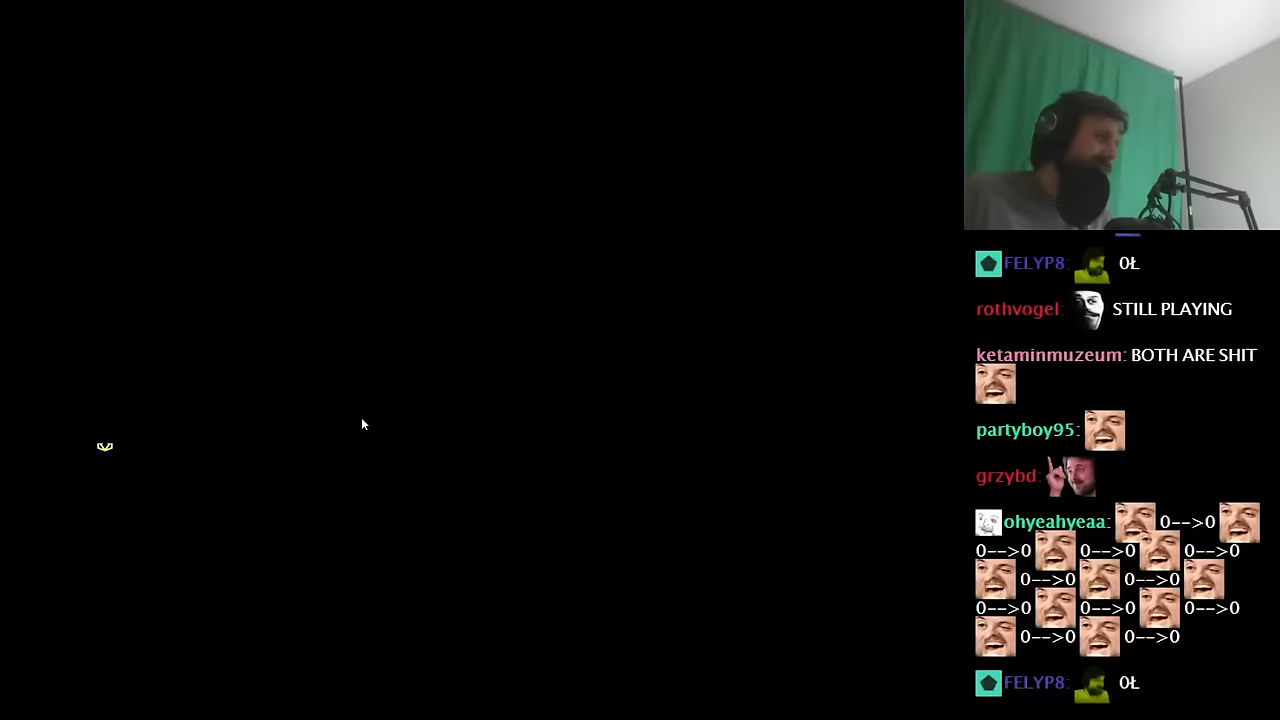 FELYP8: 0Ł
rothvogel: STILL PLAYING
ketaminmuzeum: BOTH ARE SHIT
partyboy95:
grzybd:
ohyeahyeaa: 0-->0
0-->0 0-->0 0-->0
0-->0 0-->0
0-->0 0-->0 0-->0
0-->0 0-->0
FELYP8: 0Ł